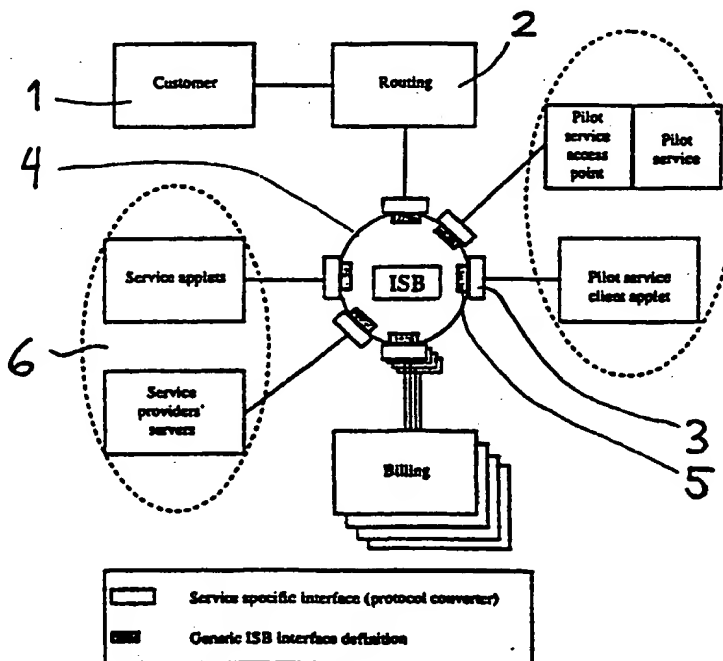 2
1
Customer
Routing
Pilot
service
access
point
Pilot
service
4
Service applets
ISB
Pilot service
client applet
6
Service
providers'
servers
3
Billing
5
Service specific interface (protocol converter)
Generic ISB interface definition